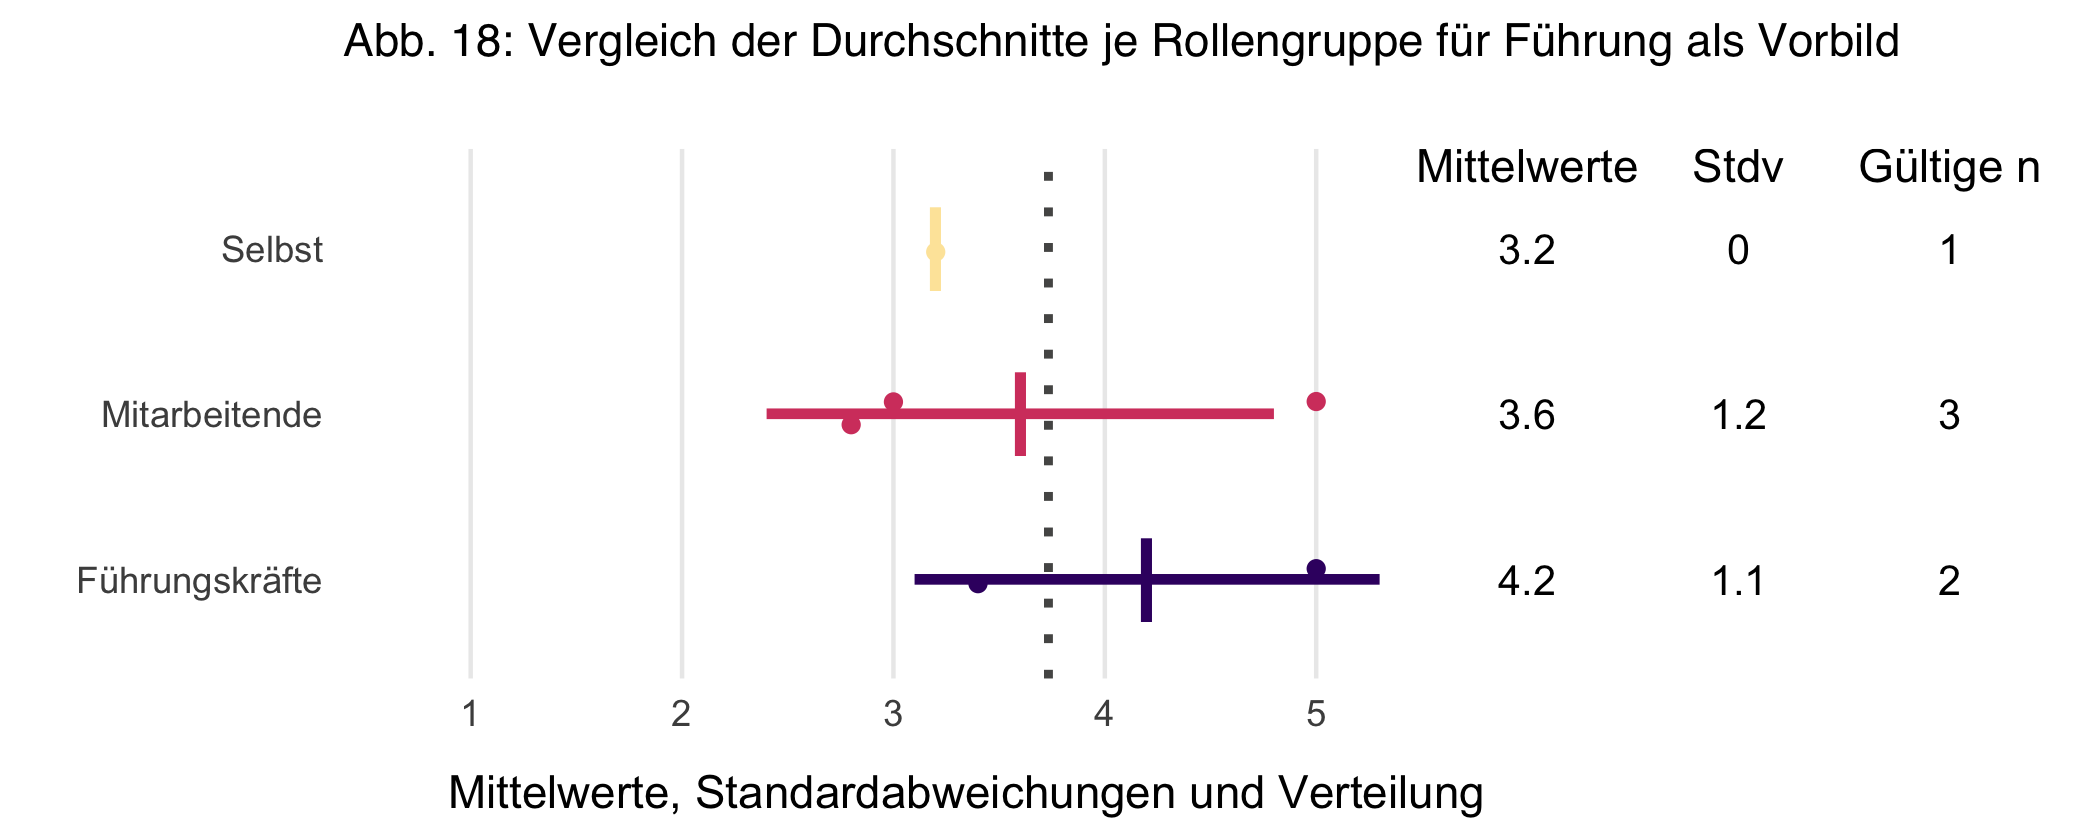 Abb. 18: Vergleich der Durchschnitte je Rollengruppe für Führung als Vorbild
Mittelwerte Stdv Gültige n
Selbst 3.2 0 1
Mitarbeitende 3.6 1.2 3
Führungskräfte 4.2 1.1 2
1 2 3 4 5
Mittelwerte, Standardabweichungen und Verteilung